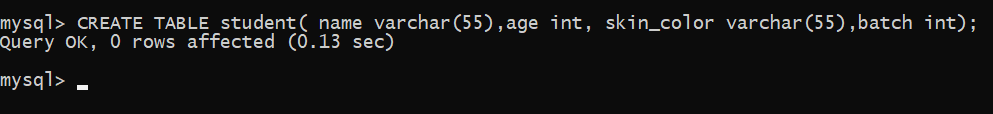 mysql> CREATE TABLE student( name varchar(55),age int, skin_color varchar(55),batch int);
Query OK, 0 rows affected (0.13 sec)
mysql>